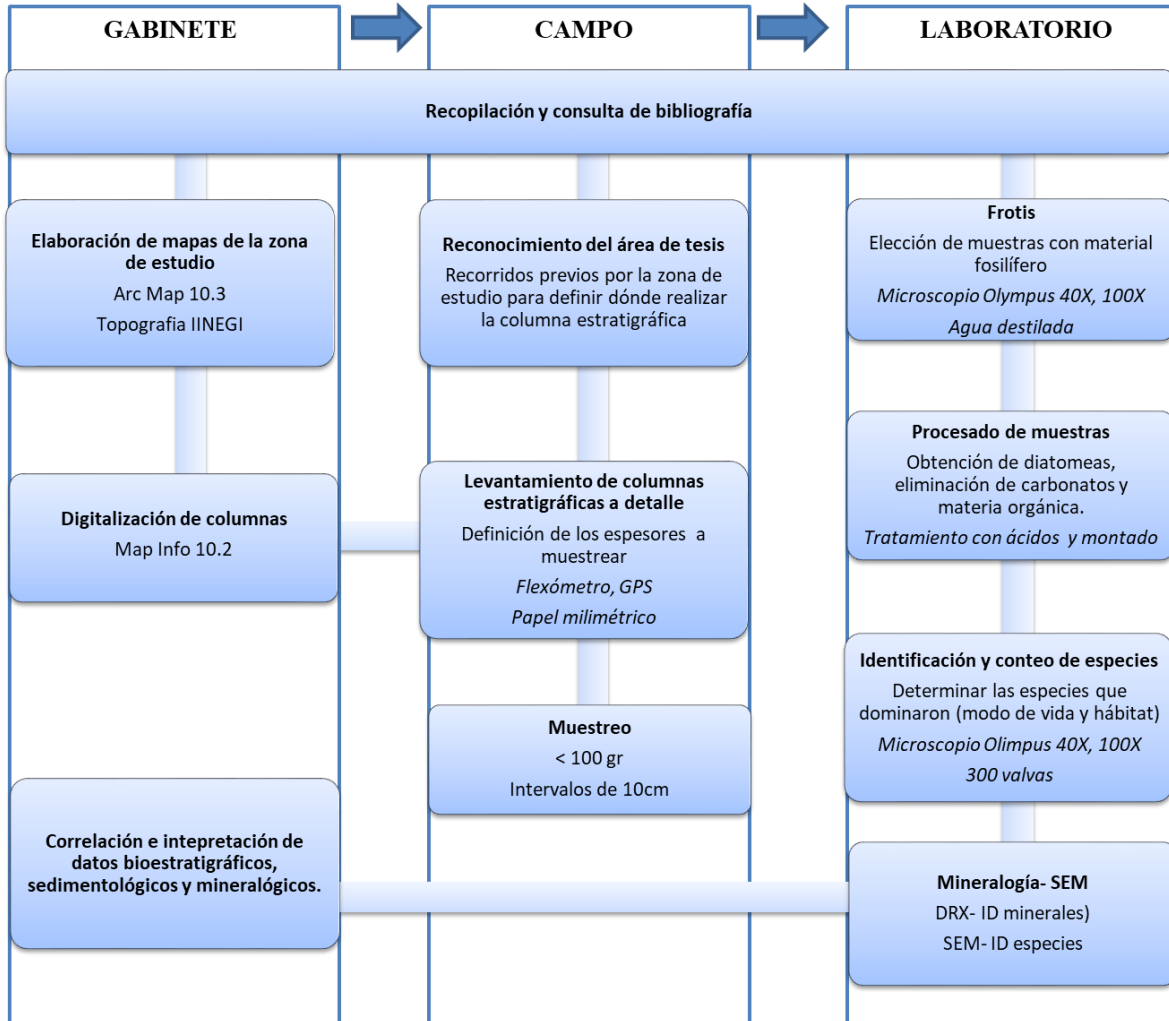 GABINETE
CAMPO
LABORATORIO
Recopilación y consulta de bibliografía
Elaboración de mapas de la zona
de estudio
Arc Map 10.3
Topografia IINEGI
Digitalización de columnas
Map Info 10.2
Correlación e intepretación de
datos bioestratigráficos,
sedimentológicos y mineralógicos.
Reconocimiento del área de tesis
Recorridos previos por la zona de
estudio para definir dónde realizar
la columna estratigráfica
Levantamiento de columnas
estratigráficas a detalle
Definición de los espesores a
muestrear
Flexómetro, GPS
Papel milimétrico
Muestreo
< 100 gr
Intervalos de 10cm
Frotis
Elección de muestras con material
fosilífero
Microscopio Olympus 40X, 100X
Agua destilada
Procesado de muestras
Obtención de diatomeas,
eliminación de carbonatos y
materia orgánica.
Tratamiento con ácidos y montado
Identificación y conteo de especies
Determinar las especies que
dominaron (modo de vida y hábitat)
Microscopio Olimpus 40X, 100X
300 valvas
Mineralogía- SEM
DRX- ID minerales)
SEM- ID especies